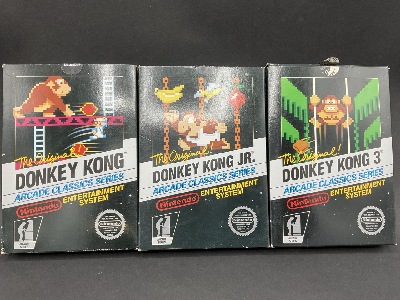 The Original!
DONKEY KONG
ARCADE CLASSICS SERIES
Nintendo
ENTERTAINMENT
SYSTEM
The Original!
DONKEY KONG JR.
ARCADE CLASSICS SERIES
Nintendo
ENTERTAINMENT
SYSTEM
The Original!
DONKEY KONG 3
ARCADE CLASSICS SERIES
Nintendo
ENTERTAINMENT
SYSTEM